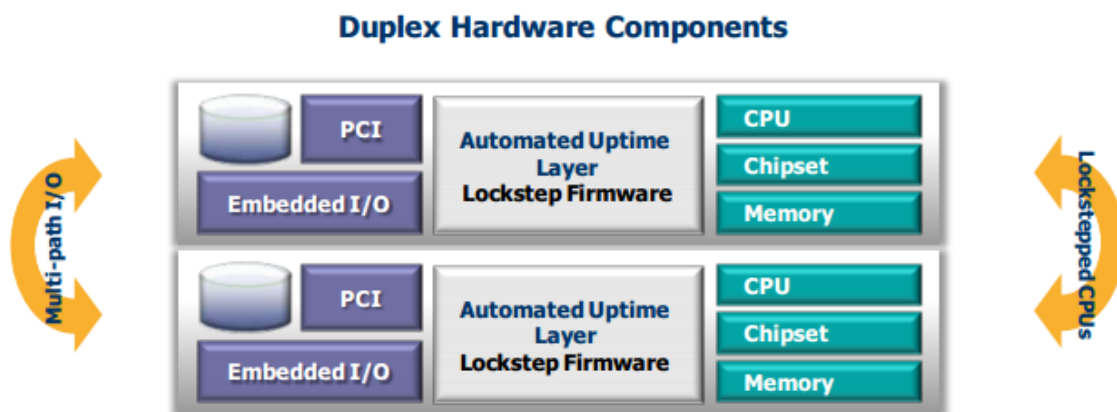 Duplex Hardware Components
Multi-path I/O
PCI
Embedded I/O
Automated Uptime
Layer
Lockstep Firmware
CPU
Chipset
Memory
PCI
Embedded I/O
Automated Uptime
Layer
Lockstep Firmware
CPU
Chipset
Memory
Lockstepped CPUs